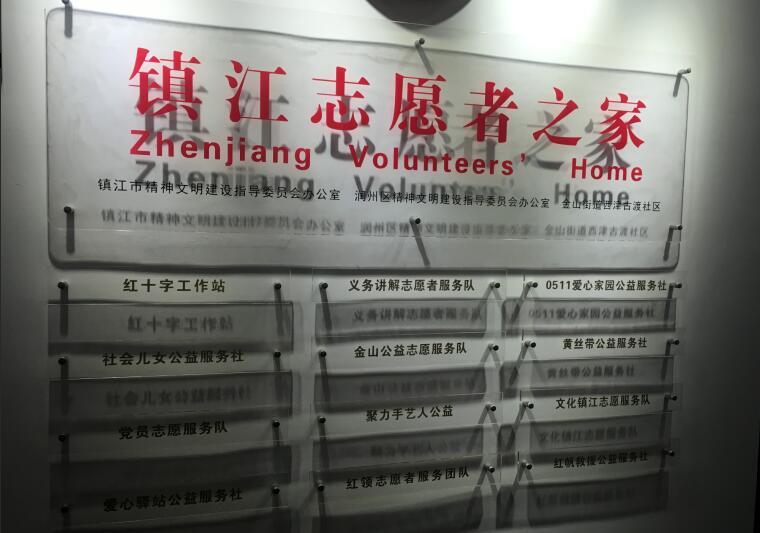 镇江志愿者之家
Zhenjiang Volunteers' Home
镇江市精神文明建设指导委员会办公室 润州区精神文明建设指导委员会办公室 金山街道西津古渡社区
红十字工作站 义务讲解志愿者服务队 0511爱心家园公益服务社
社会儿女公益服务社 金山公益志愿服务队 黄丝带公益服务社
党员志愿服务队 聚力手艺人公益 文化镇江志愿服务队
爱心驿站公益服务社 红领志愿者服务团队 红帆救援公益服务社